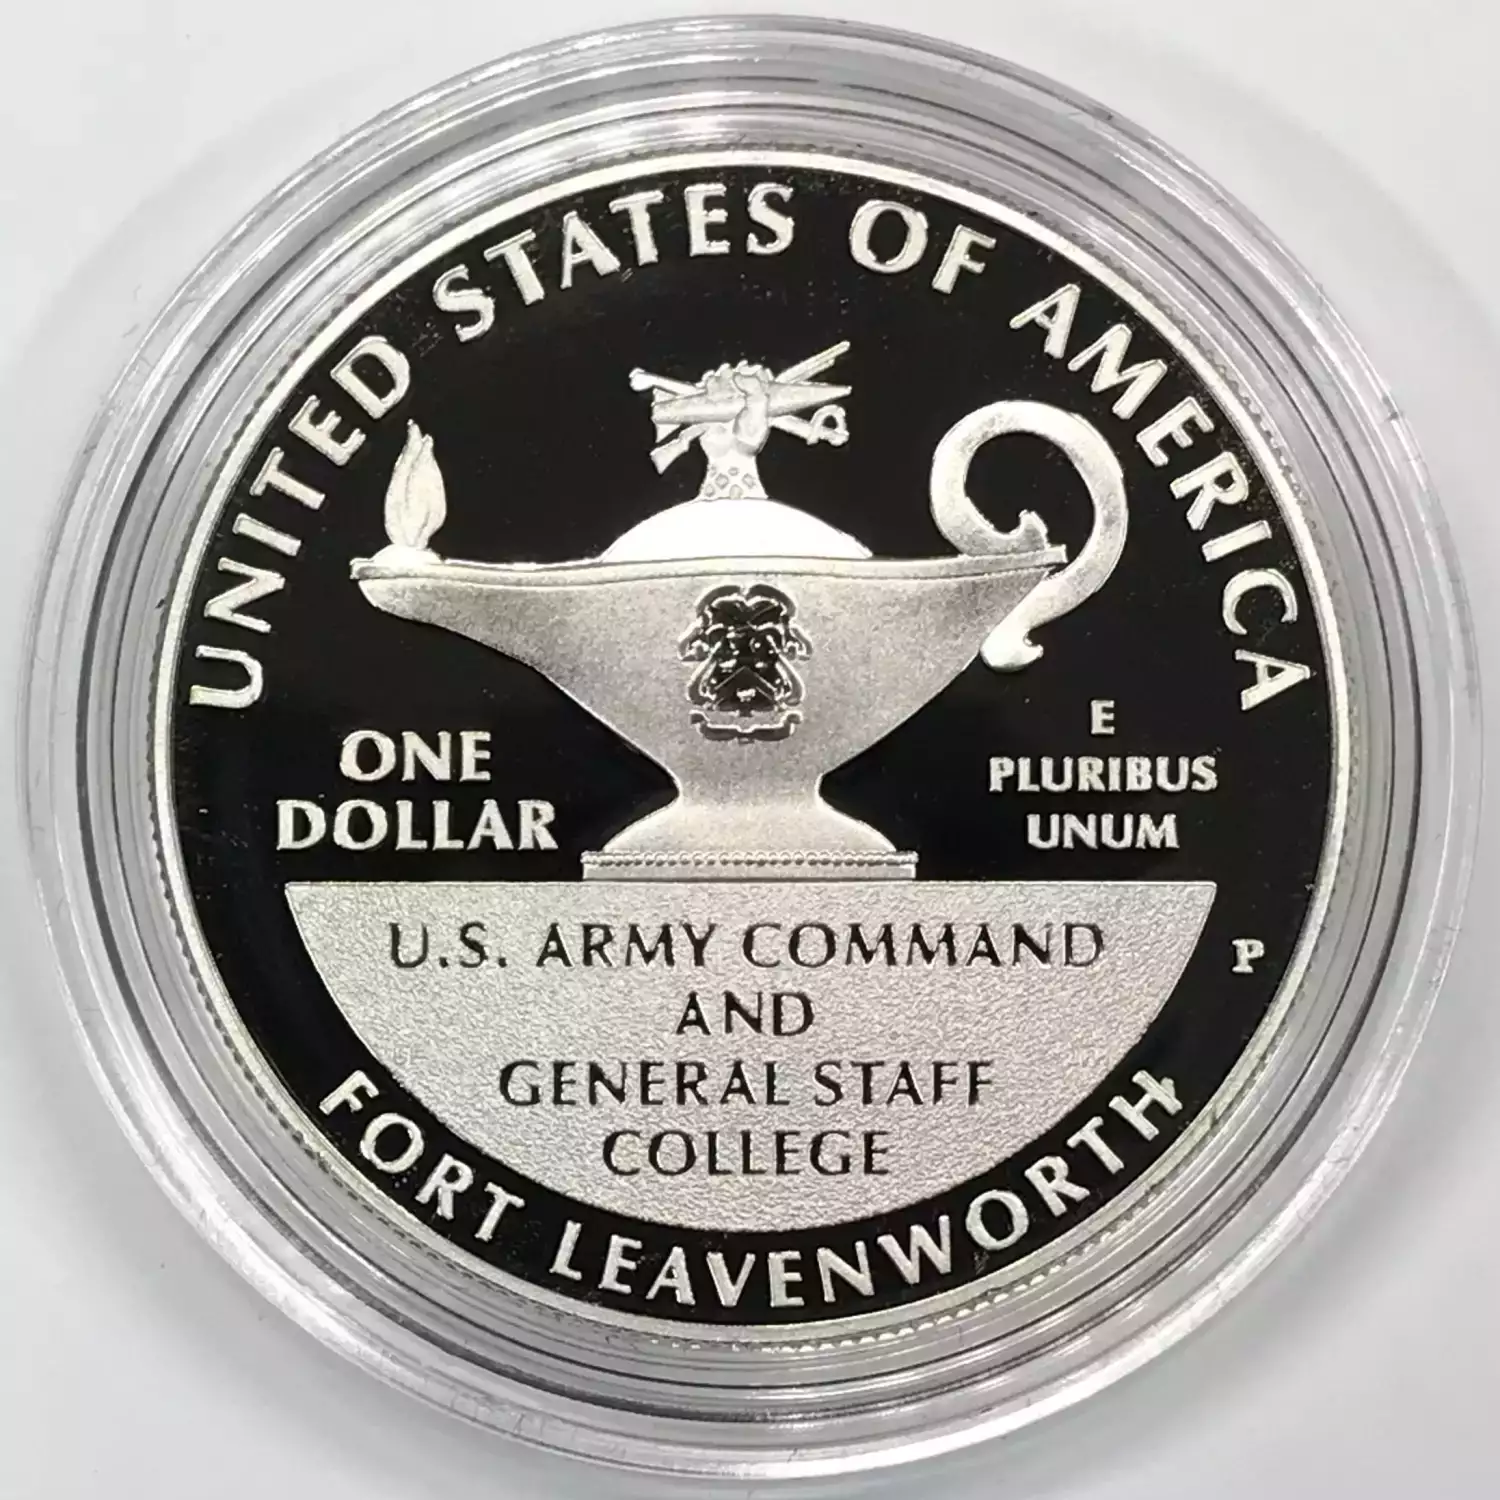 UNITED STATES OF AMERICA
ONE
DOLLAR
E
PLURIBUS
UNUM
U.S. ARMY COMMAND
AND
GENERAL STAFF
COLLEGE
P
FORT LEAVENWORTH